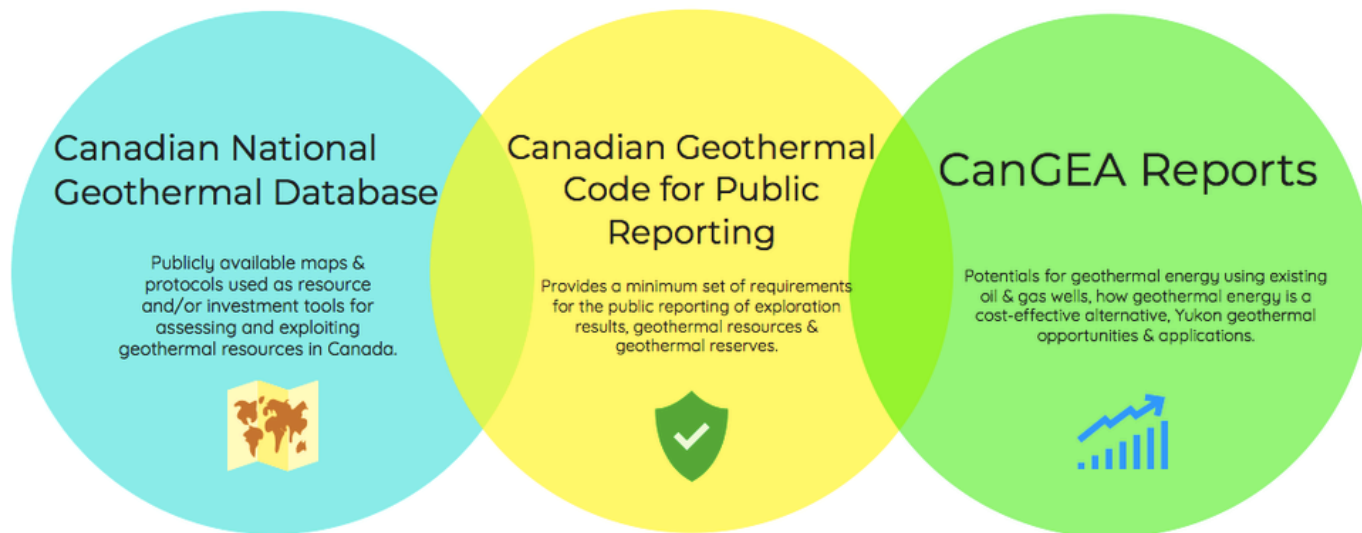 Canadian National
Geothermal Database
Publicly available maps &
protocols used as resource
and/or investment tools for
assessing and exploiting
geothermal resources in Canada.
Canadian Geothermal
Code for Public
Reporting
Provides a minimum set of requirements
for the public reporting of exploration
results, geothermal resources &
geothermal reserves.
CanGEA Reports
Potentials for geothermal energy using existing
oil & gas wells, how geothermal energy is a
cost-effective alternative, Yukon geothermal
opportunities & applications.